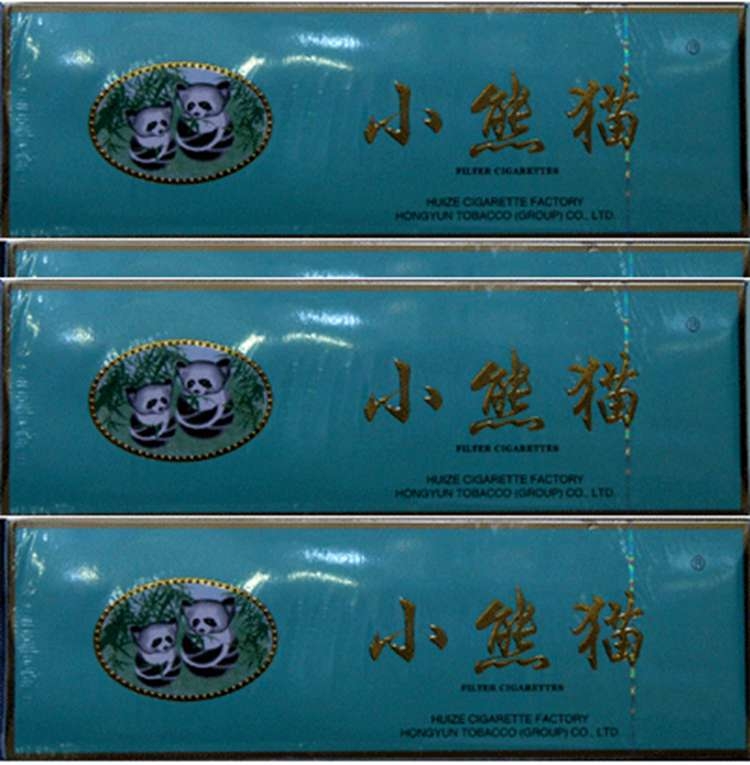 小熊猫
FILTER CIGARETTES
HUIZE CIGARETTE FACTORY
HONGYUN TOBACCO (GROUP) CO., LTD.
小熊猫
FILTER CIGARETTES
HUIZE CIGARETTE FACTORY
HONGYUN TOBACCO (GROUP) CO., LTD.
小熊猫
FILTER CIGARETTES
HUIZE CIGARETTE FACTORY
HONGYUN TOBACCO (GROUP) CO., LTD.